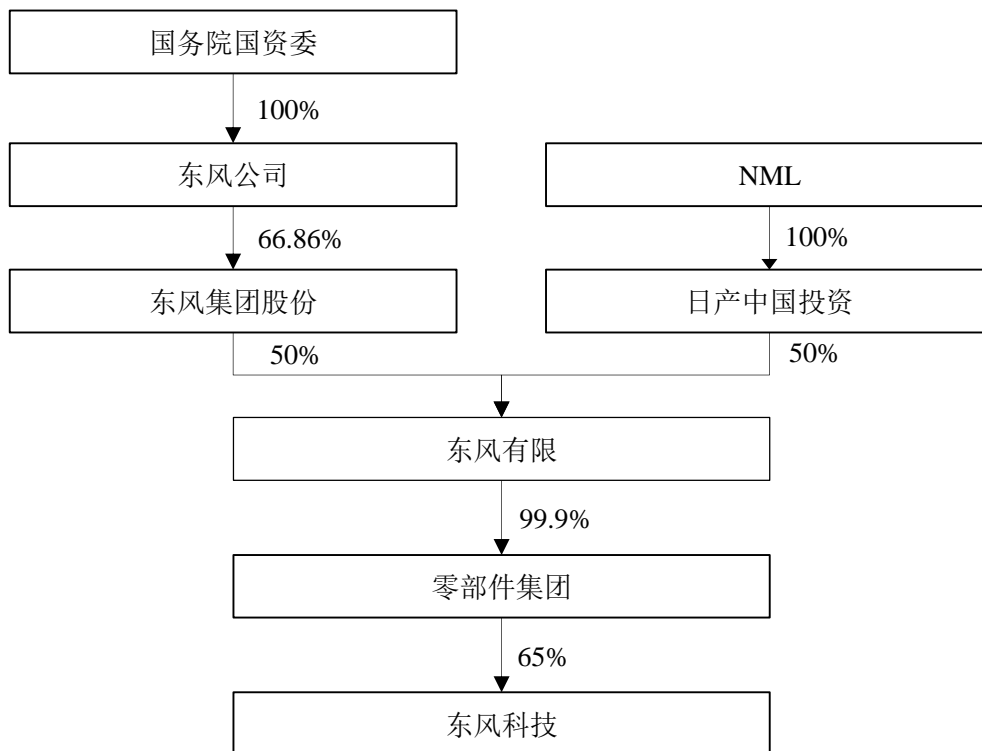 国务院国资委
100%
东风公司
NML
66.86%
100%
东风集团股份
日产中国投资
50%
50%
东风有限
99.9%
零部件集团
65%
东风科技